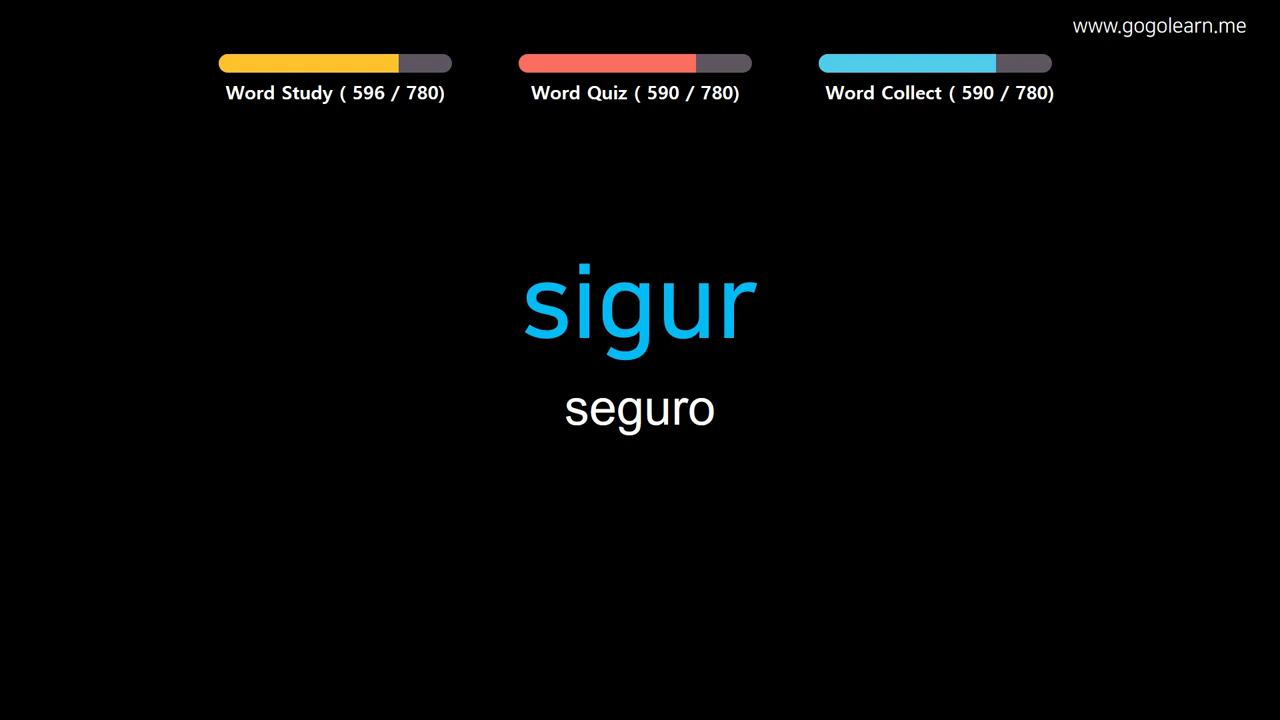 www.gogolearn.me
Word Study ( 596 / 780)
Word Quiz ( 590 / 780)
Word Collect ( 590 / 780)
sigur
seguro